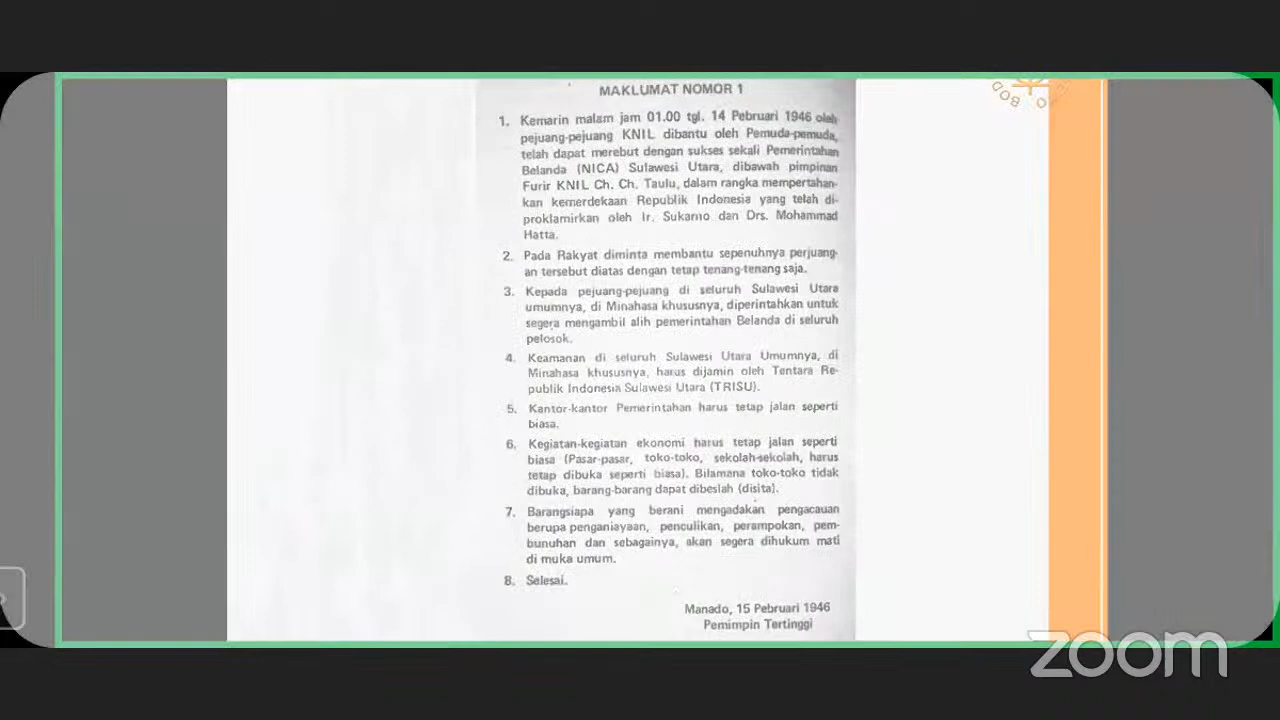 MAKLUMAT NOMOR 1
1. Kemarin malam jam 01.00 tgl. 14 Pebruari 1946 oleh
pejuang-pejuang KNIL dibantu oleh Pemuda-pemuda,
telah dapat merebut dengan sukses sekali Pemerintahan
Belanda (NICA) Sulawesi Utara, dibawah pimpinan
Furir KNIL Ch. Ch. Taulu, dalam rangka mempertahan-
kan kemerdekaan Republik Indonesia yang telah di-
proklamirkan oleh Ir. Sukarno dan Drs. Mohammad
Hatta.
2. Pada Rakyat diminta membantu sepenuhnya perjuang-
an tersebut diatas dengan tetap tenang-tenang saja.
3. Kepada pejuang-pejuang di seluruh Sulawesi Utara
umumnya, di Minahasa khususnya, diperintahkan untuk
segera mengambil alih pemerintahan Belanda di seluruh
pelosok.
4. Keamanan di seluruh Sulawesi Utara Umumnya, di
Minahasa khususnya, harus dijamin oleh Tentara Re-
publik Indonesia Sulawesi Utara (TRISU).
5. Kantor-kantor Pemerintahan harus tetap jalan seperti
biasa.
6. Kegiatan-kegiatan ekonomi harus tetap jalan seperti
biasa (Pasar-pasar, toko-toko, sekolah-sekolah, harus
tetap dibuka seperti biasa). Bilamana toko-toko tidak
dibuka, barang-barang dapat dibeslah (disita).
7. Barangsiapa yang berani mengadakan pengacauan
berupa penganiayaan, penculikan, perampokan, pem-
bunuhan dan sebagainya, akan segera dihukum mati
di muka umum.
8. Selesai.
Manado, 15 Pebruari 1946
Pemimpin Tertinggi
zoom